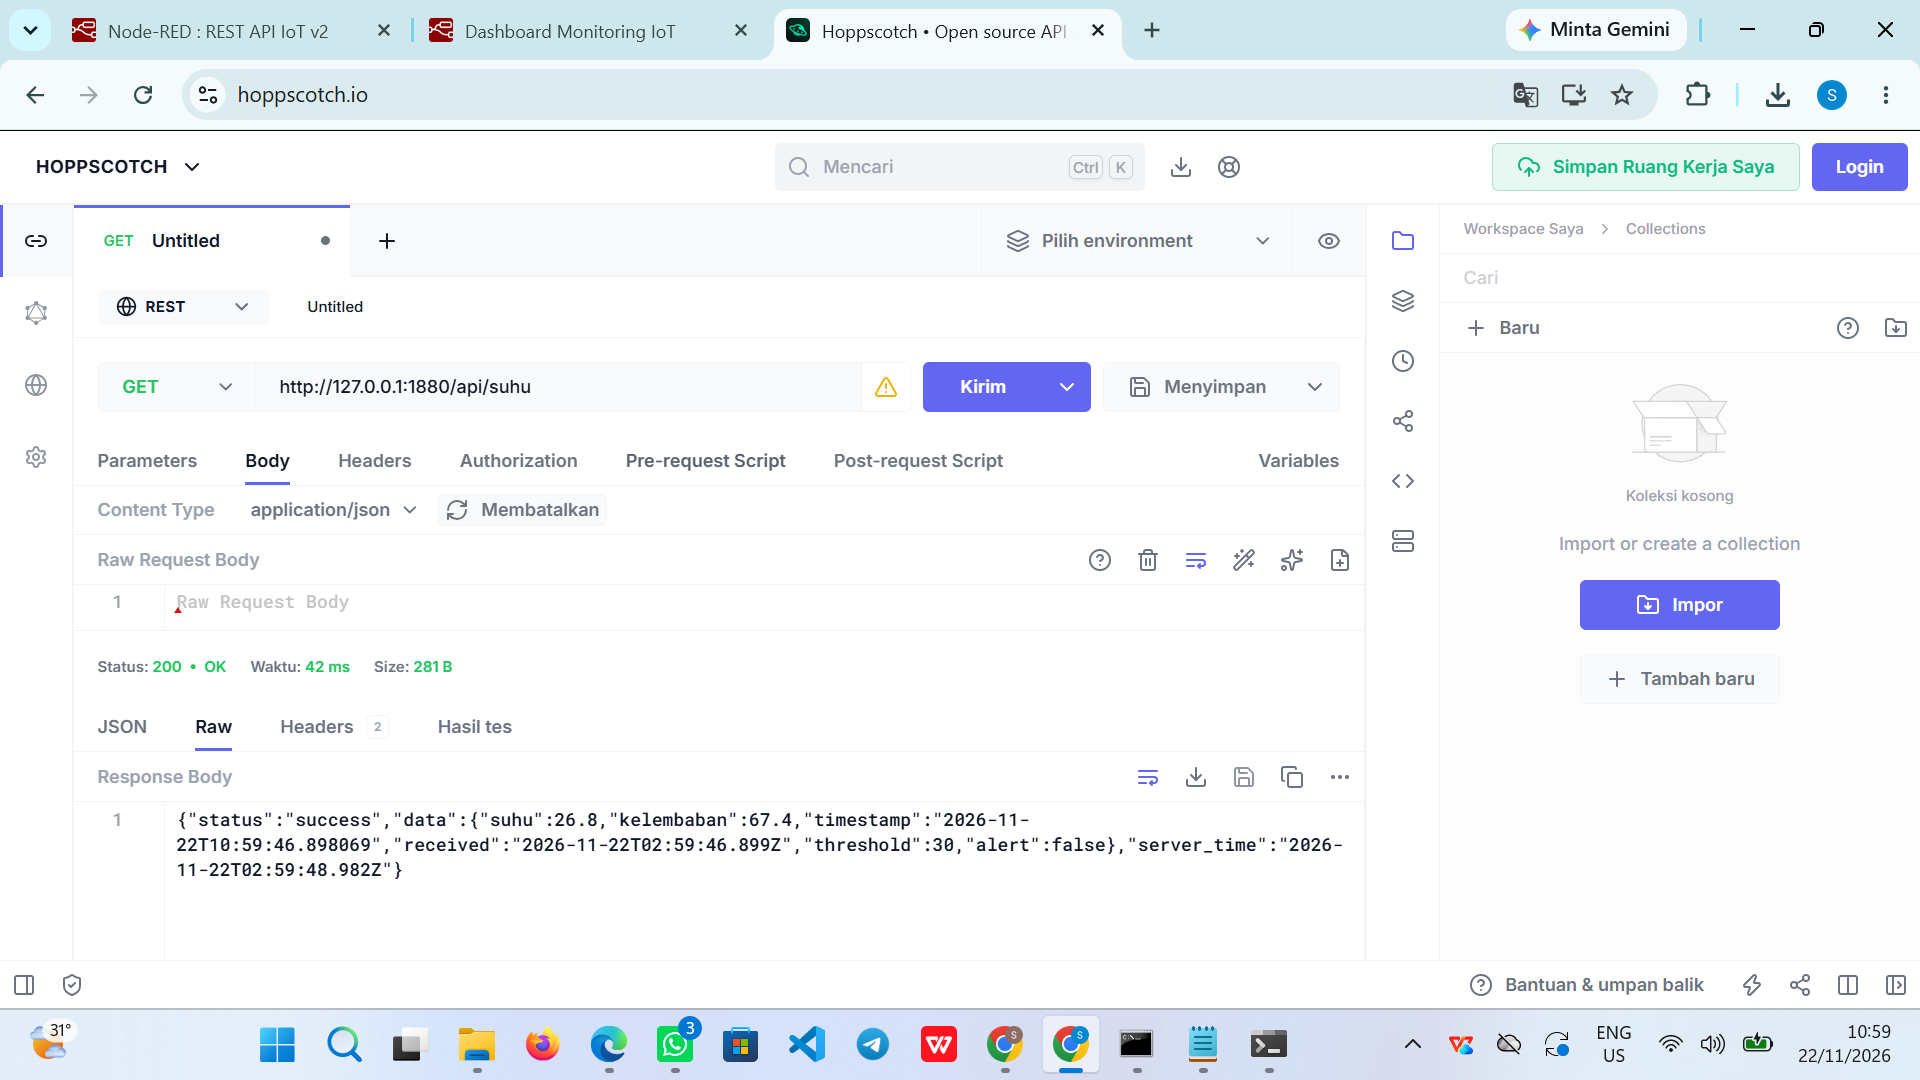 Node-RED : REST API IoT v2
Dashboard Monitoring IoT
Hoppscotch • Open source API
Minta Gemini
hoppscotch.io
S
HOPPSCOTCH
Mencari
Ctrl K
Simpan Ruang Kerja Saya
Login
GET Untitled
Pilih environment
Workspace Saya > Collections
Cari
REST
Untitled
Baru
GET
http://127.0.0.1:1880/api/suhu
Kirim
Menyimpan
Parameters
Body
Headers
Authorization
Pre-request Script
Post-request Script
Variables
Content Type
application/json
Membatalkan
Koleksi kosong
Import or create a collection
Impor
Tambah baru
Raw Request Body
1
Raw Request Body
Status: 200 • OK
Waktu: 42 ms
Size: 281 B
JSON
Raw
Headers 2
Hasil tes
Response Body
1
{"status":"success","data":{"suhu":26.8,"kelembaban":67.4,"timestamp":"2026-11-
22T10:59:46.898069","received":"2026-11-22T02:59:46.899Z","threshold":30,"alert":false},"server_time":"2026-
11-22T02:59:48.982Z"}
Bantuan & umpan balik
31°
3
S
S
ENG
US
10:59
22/11/2026